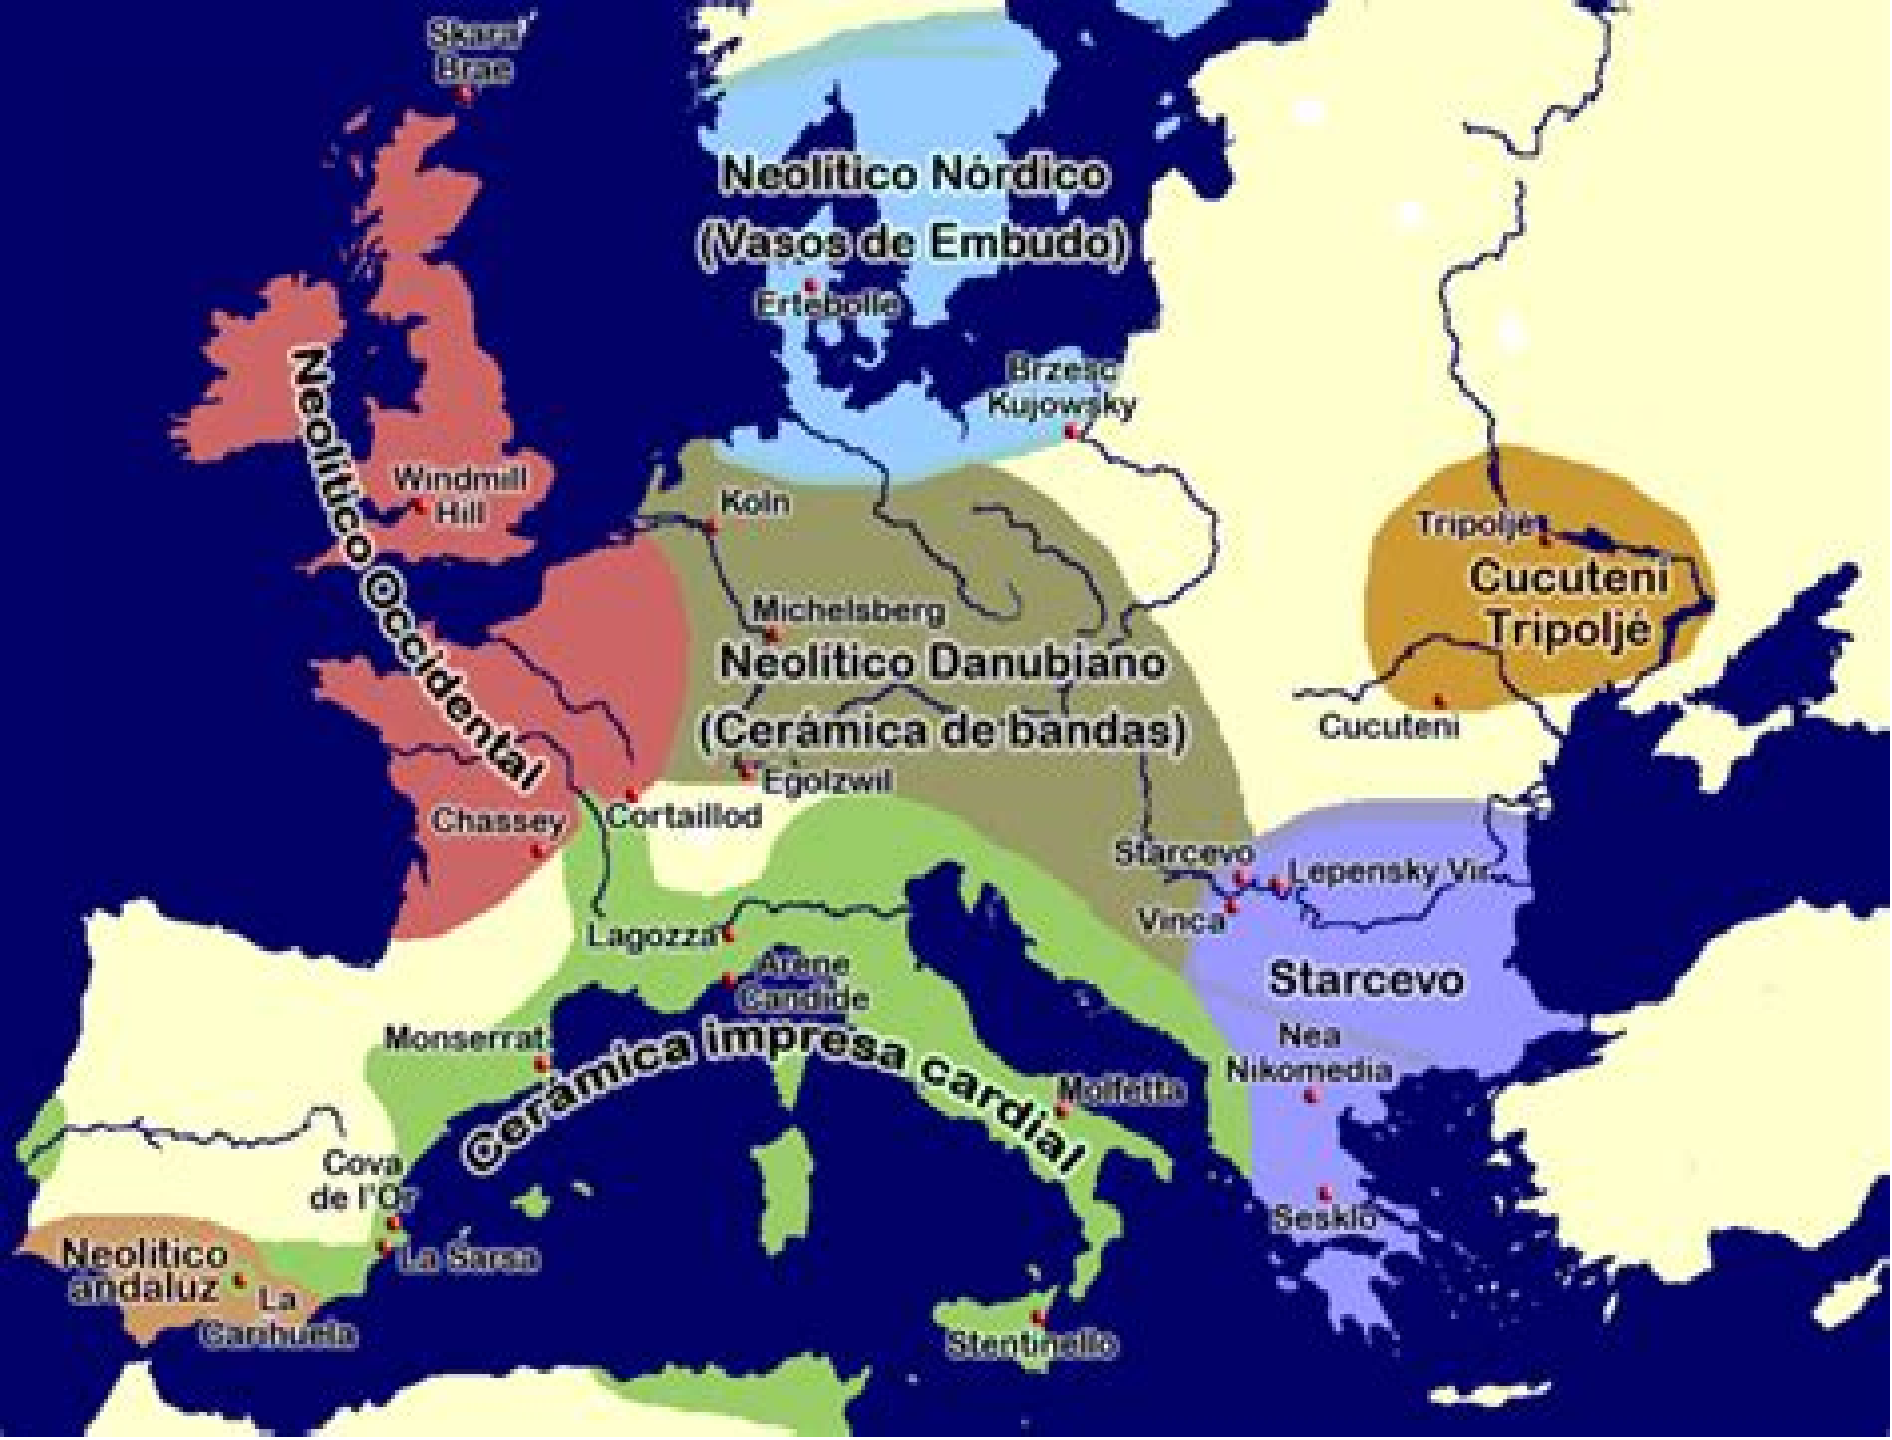 Skara
Brae
Neolítico Nórdico
(Vasos de Embudo)
Ertebolle
Brzesc
Kujowsky
Neolítico Occidental
Windmill
Hill
Koln
Tripoljé
Cucuteni
Tripoljé
Michelsberg
Neolítico Danubiano
(Cerámica de bandas)
Cucuteni
Egolzwil
Cortaillod
Chassey
Starcevo
Lepensky Vir
Vinca
Lagozza
Arene
Candide
Starcevo
Nea
Nikomedia
Monserrat
Cerámica impresa cardial
Molfetta
Cova
de l'Or
La Sarsa
Sesklo
Neolítico
andaluz
La
Carihuela
Stentinello